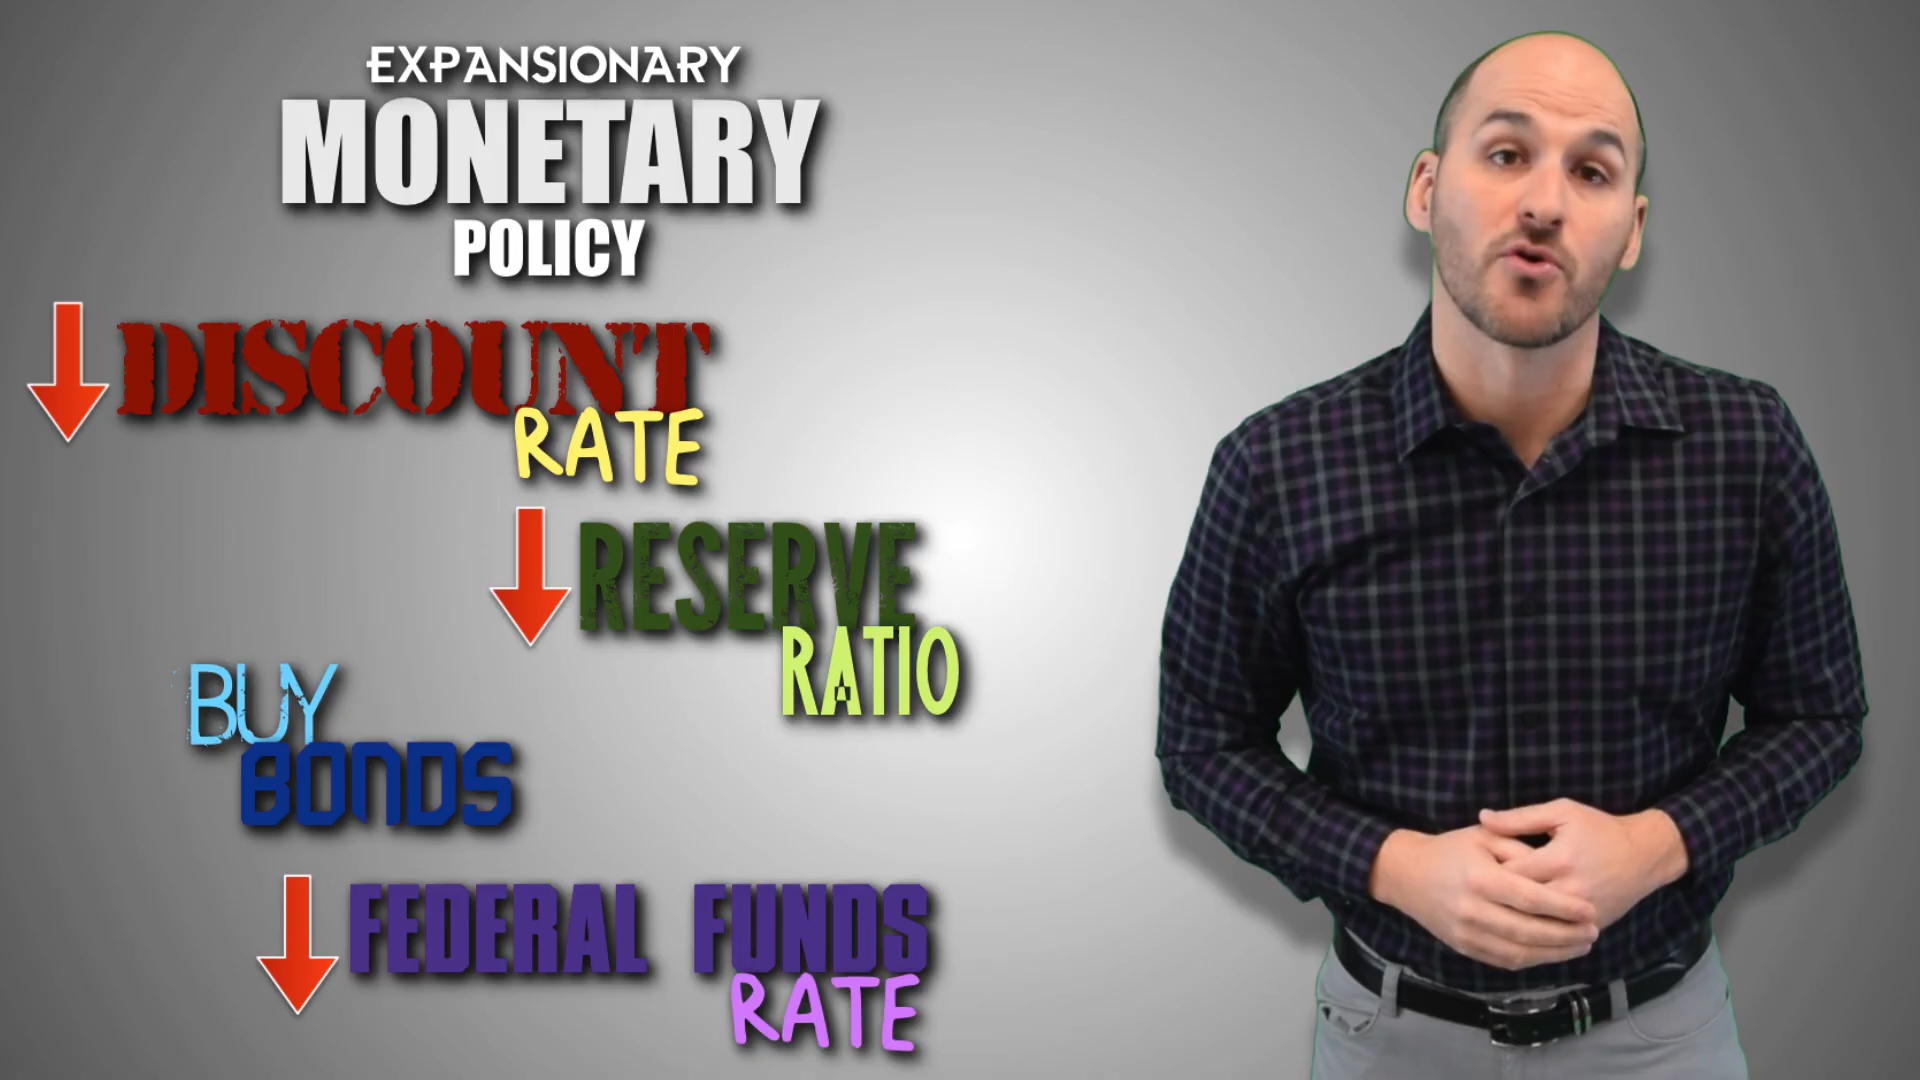 EXPANSIONARY
MONETARY
POLICY
DISCOUNT
RATE
RESERVE
RATIO
BUY
BONDS
FEDERAL FUNDS
RATE